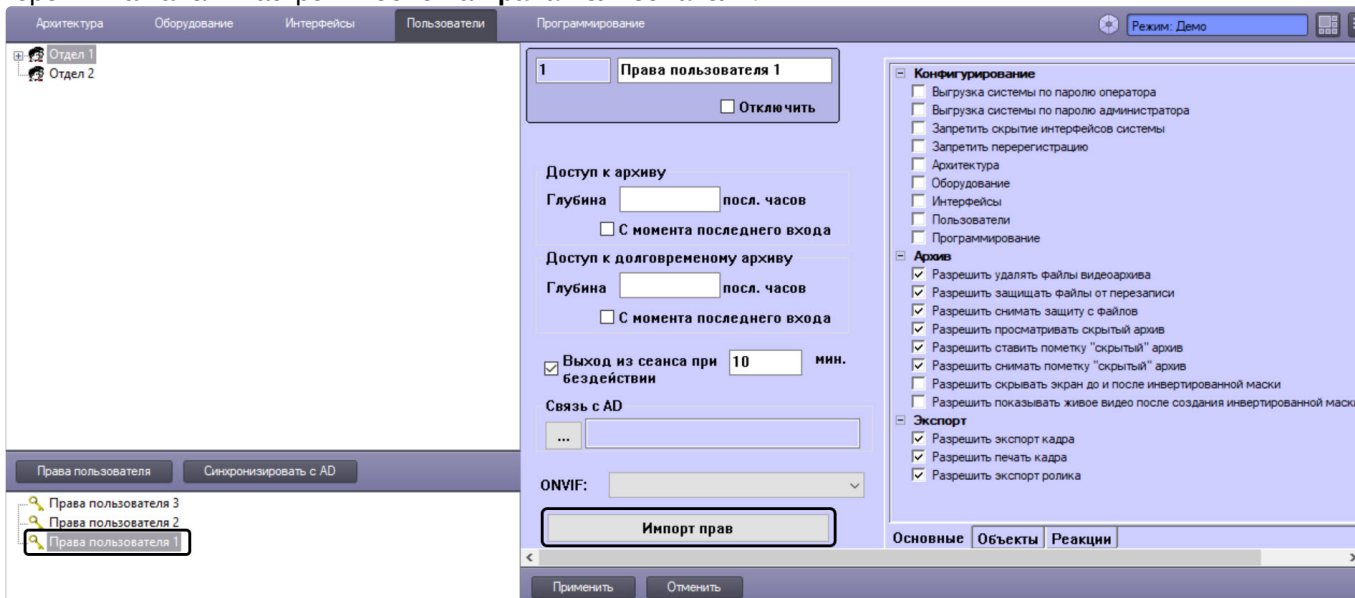 Архитектура Оборудование Интерфейсы Пользователи Программирование Режим: Демо
Отдел 1
Отдел 2
Права пользователя Синхронизировать с AD
Права пользователя 3
Права пользователя 2
Права пользователя 1
1 Права пользователя 1
Отключить
Доступ к архиву
Глубина посл. часов
С момента последнего входа
Доступ к долговременому архиву
Глубина посл. часов
С момента последнего входа
Выход из сеанса при 10 мин.
бездействии
Связь с AD
...
ONVIF:
Импорт прав
Конфигурирование
Выгрузка системы по паролю оператора
Выгрузка системы по паролю администратора
Запретить скрытие интерфейсов системы
Запретить перерегистрацию
Архитектура
Оборудование
Интерфейсы
Пользователи
Программирование
Архив
Разрешить удалять файлы видеоархива
Разрешить защищать файлы от перезаписи
Разрешить снимать защиту с файлов
Разрешить просматривать скрытый архив
Разрешить ставить пометку "скрытый" архив
Разрешить снимать пометку "скрытый" архив
Разрешить скрывать экран до и после инвертированной маски
Разрешить показывать живое видео после создания инвертированной маски
Экспорт
Разрешить экспорт кадра
Разрешить печать кадра
Разрешить экспорт ролика
Основные Объекты Реакции
Применить Отменить